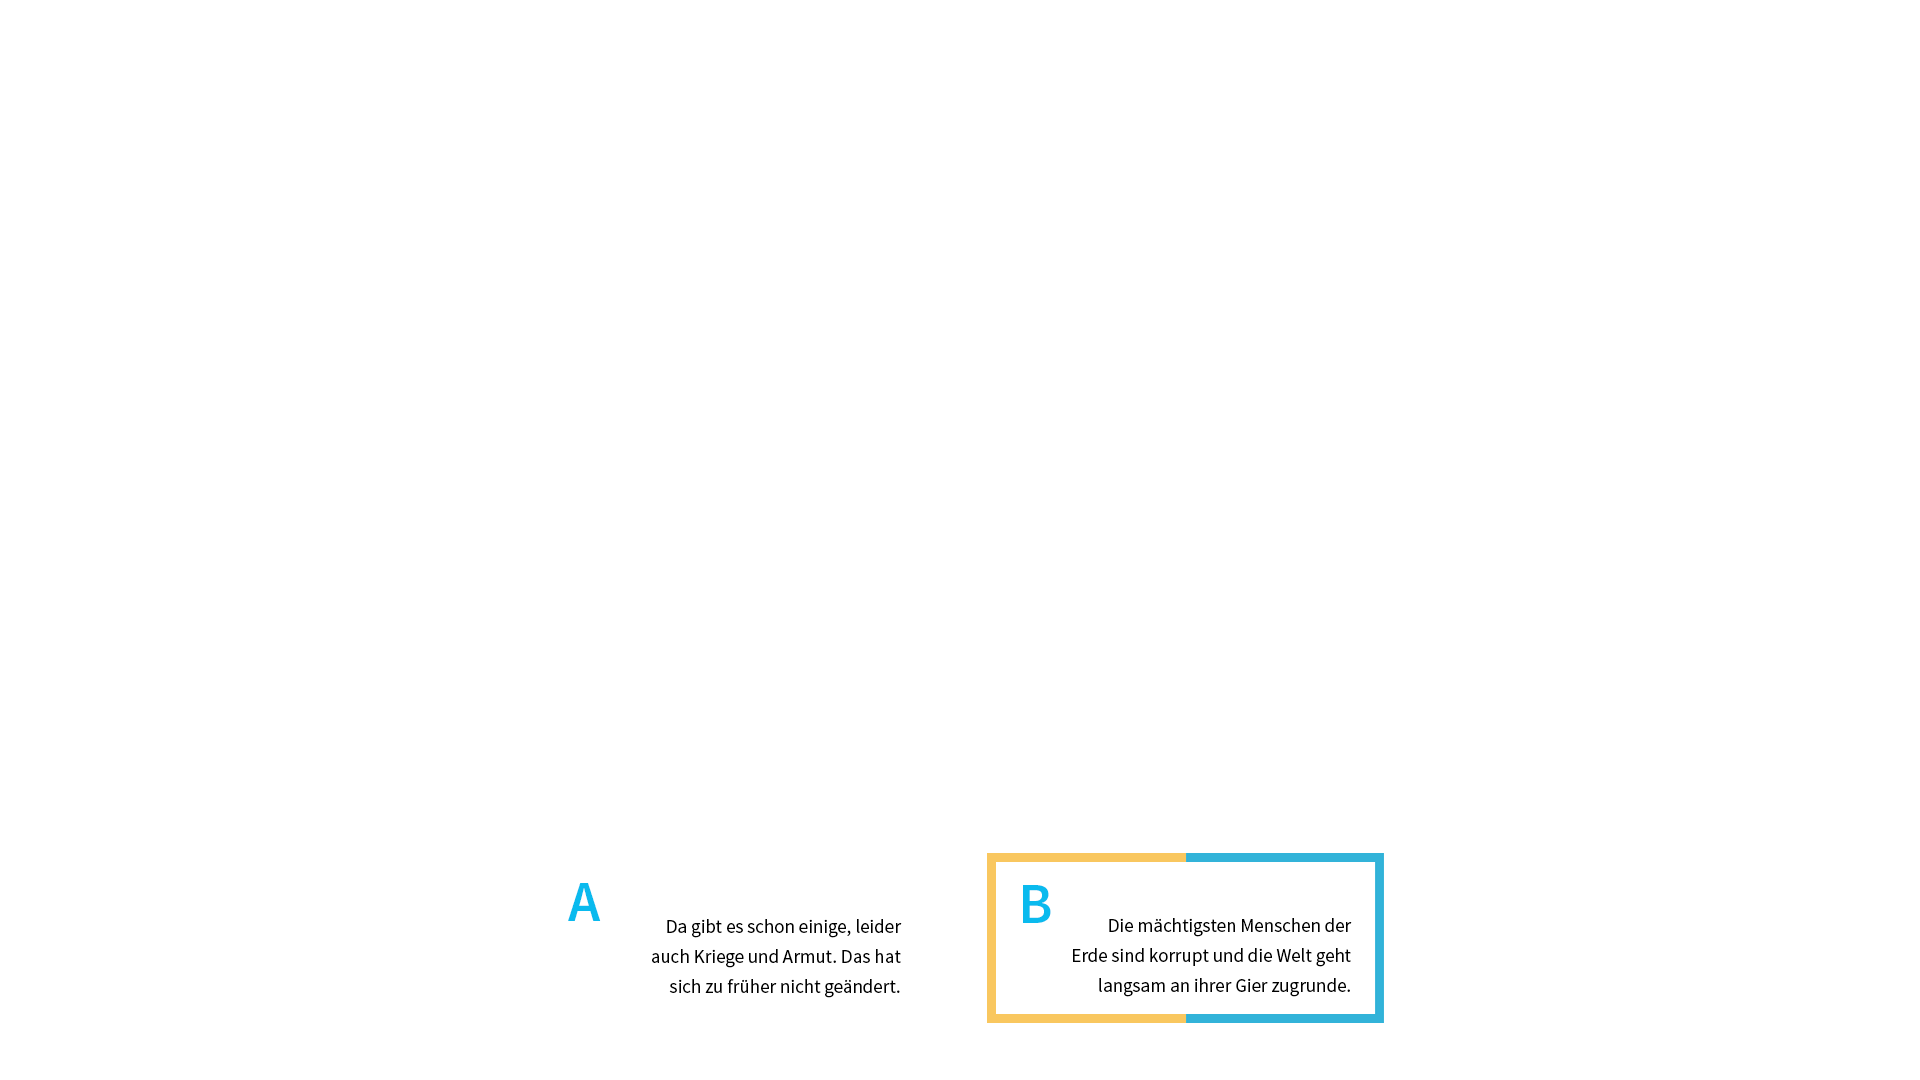 A
Da gibt es schon einige, leider
auch Kriege und Armut. Das hat
sich zu früher nicht geändert.
B
Die mächtigsten Menschen der
Erde sind korrupt und die Welt geht
langsam an ihrer Gier zugrunde.